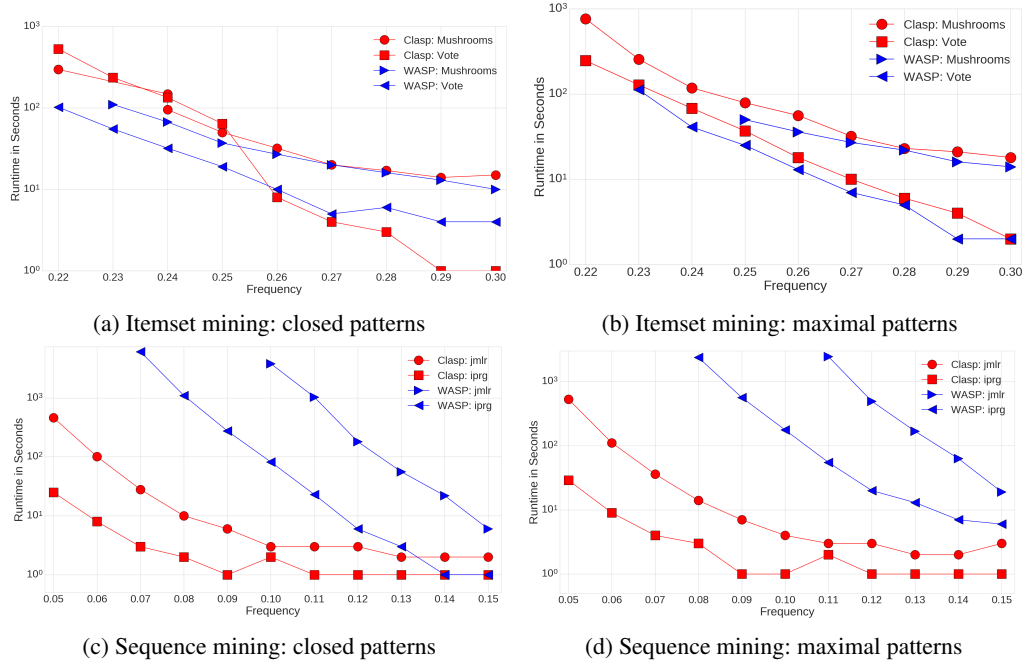 10³
10²
10¹
10⁰
Runtime in Seconds
Clasp: Mushrooms
Clasp: Vote
WASP: Mushrooms
WASP: Vote
0.22 0.23 0.24 0.25 0.26 0.27 0.28 0.29 0.30
Frequency
(a) Itemset mining: closed patterns
10³
10²
10¹
10⁰
Runtime in Seconds
Clasp: Mushrooms
Clasp: Vote
WASP: Mushrooms
WASP: Vote
0.22 0.23 0.24 0.25 0.26 0.27 0.28 0.29 0.30
Frequency
(b) Itemset mining: maximal patterns
10³
10²
10¹
10⁰
Runtime in Seconds
Clasp: jmlr
Clasp: iprg
WASP: jmlr
WASP: iprg
0.05 0.06 0.07 0.08 0.09 0.10 0.11 0.12 0.13 0.14 0.15
Frequency
(c) Sequence mining: closed patterns
10³
10²
10¹
10⁰
Runtime in Seconds
Clasp: jmlr
Clasp: iprg
WASP: jmlr
WASP: iprg
0.05 0.06 0.07 0.08 0.09 0.10 0.11 0.12 0.13 0.14 0.15
Frequency
(d) Sequence mining: maximal patterns